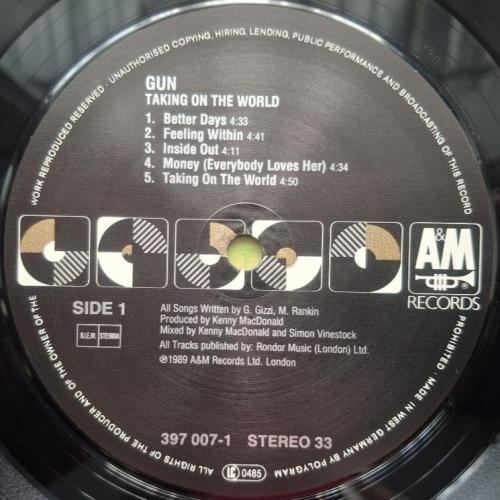 WORK REPRODUCED RESERVED · UNAUTHORISED COPYING, HIRING, LENDING, PUBLIC PERFORMANCE AND BROADCASTING OF THIS RECORD PROHIBITED · MADE IN WEST GERMANY BY POLYGRAM
ALL RIGHTS OF THE PRODUCER AND OF THE OWNER OF THE
GUN
TAKING ON THE WORLD
1. Better Days 4:33
2. Feeling Within 4:41
3. Inside Out 4:11
4. Money (Everybody Loves Her) 4:34
5. Taking On The World 4:50
A&M
RECORDS
SIDE 1
B.I.E.M. STEMRA
All Songs Written by G. Gizzi, M. Rankin
Produced by Kenny MacDonald
Mixed by Kenny MacDonald and Simon Vinestock
All Tracks published by: Rondor Music (London) Ltd.
℗1989 A&M Records Ltd. London
397 007-1 STEREO 33
LC 0485